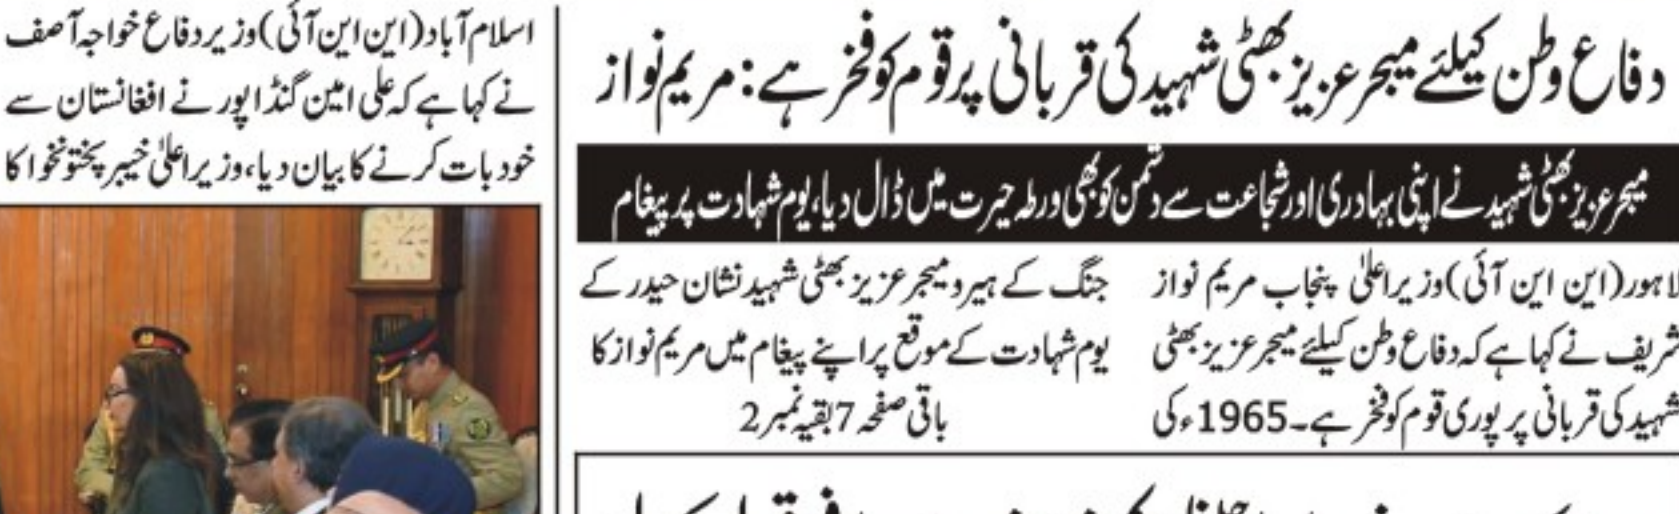 دفاع وطن کیلئے میجر عزیز بھٹی شہید کی قربانی پر قوم کو فخر ہے: مریم نواز
میجر عزیز بھٹی شہید نے اپنی بہادری اور شجاعت سے دشمن کو بھی ورطہ حیرت میں ڈال دیا، یوم شہادت پر پیغام
لاہور (این این آئی) وزیراعلیٰ پنجاب مریم نواز
شریف نے کہا ہے کہ دفاع وطن کیلئے میجر عزیز بھٹی
شہید کی قربانی پر پوری قوم کو فخر ہے۔ 1965ء کی
جنگ کے ہیرو میجر عزیز بھٹی شہید نشان حیدر کے
یوم شہادت کے موقع پر اپنے پیغام میں مریم نواز کا
باقی صفحہ 7 بقیہ نمبر 2
اسلام آباد (این این آئی) وزیر دفاع خواجہ آصف
نے کہا ہے کہ علی امین گنڈاپور نے افغانستان سے
خود بات کرنے کا بیان دیا، وزیراعلیٰ خیبرپختونخوا کا